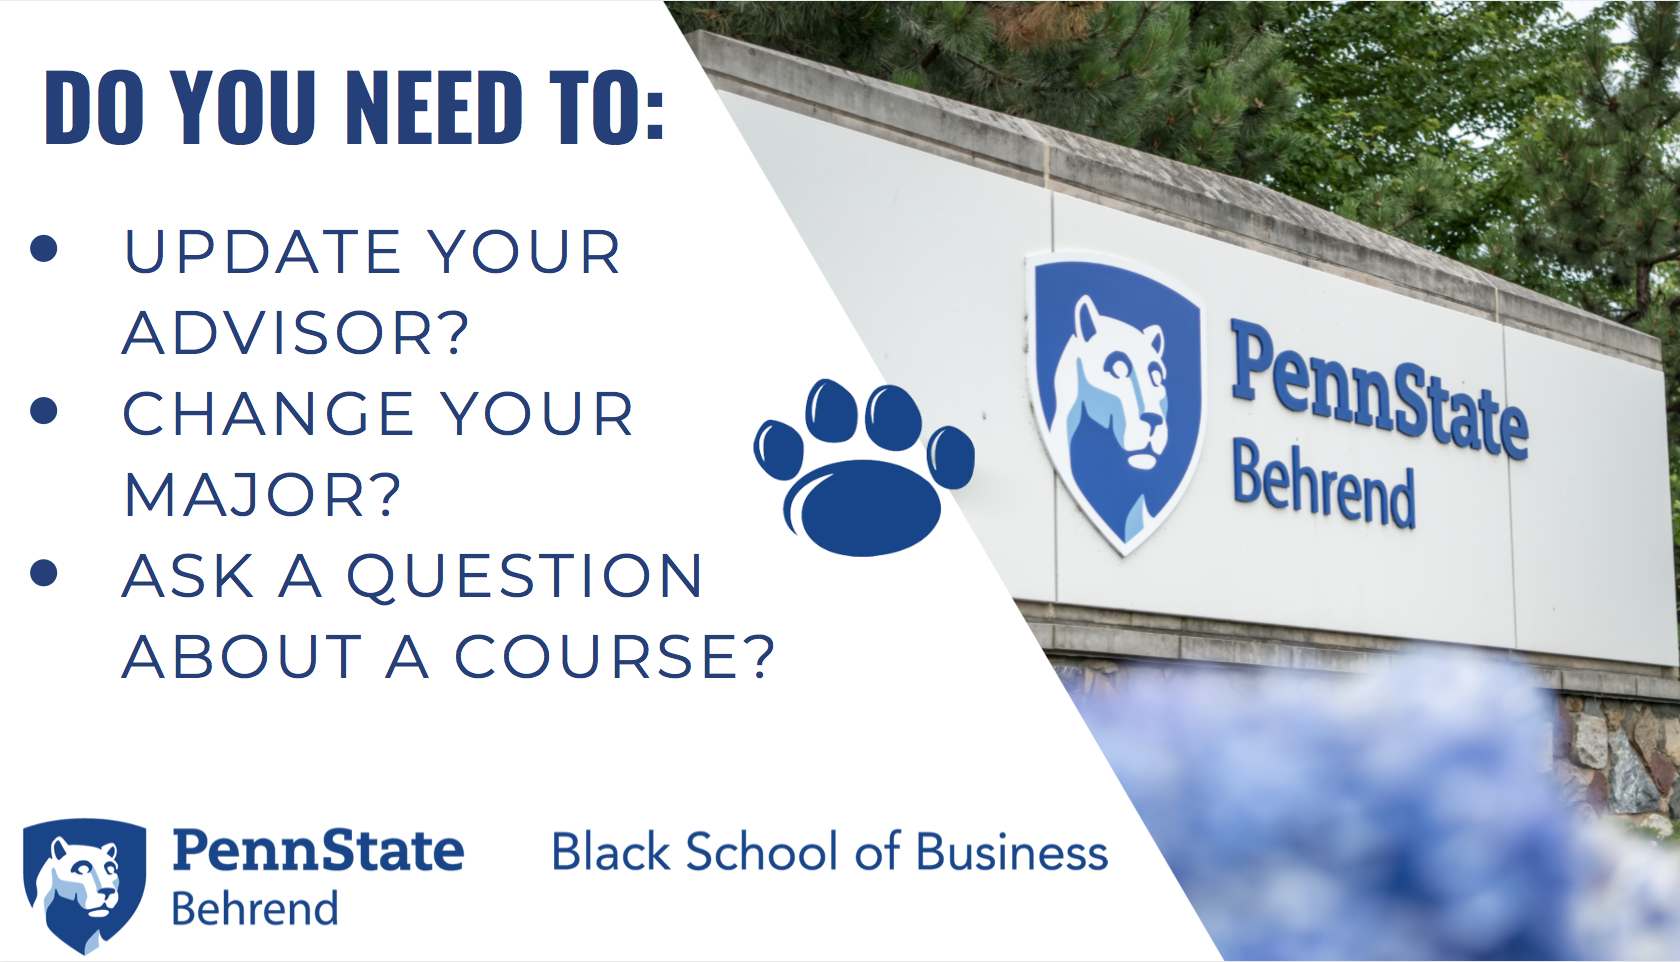 DO YOU NEED TO:
• UPDATE YOUR
ADVISOR?
• CHANGE YOUR
MAJOR?
• ASK A QUESTION
ABOUT A COURSE?
PennState
Behrend
PennState
Behrend
Black School of Business